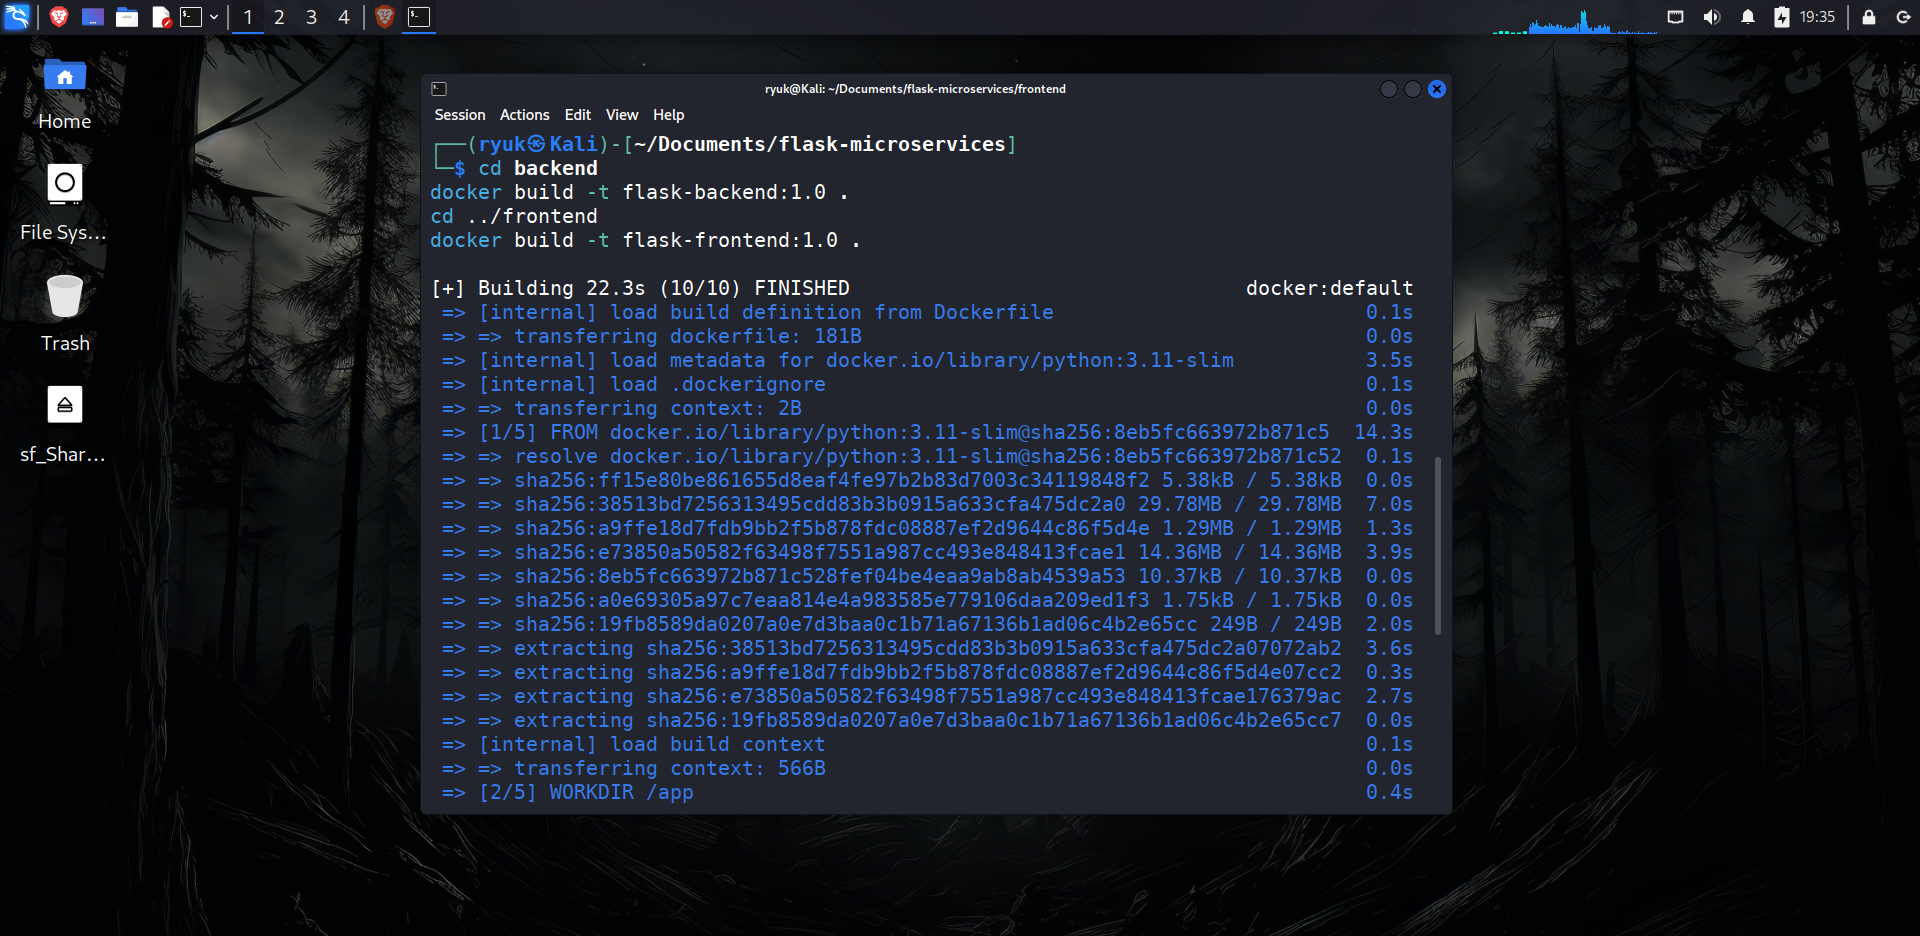 1 2 3 4
19:35
Home
File Sys...
Trash
sf_Shar...
ryuk@Kali: ~/Documents/flask-microservices/frontend
Session Actions Edit View Help
┌──(ryuk㉿Kali)-[~/Documents/flask-microservices]
└─$ cd backend
docker build -t flask-backend:1.0 .
cd ../frontend
docker build -t flask-frontend:1.0 .
[+] Building 22.3s (10/10) FINISHED docker:default
=> [internal] load build definition from Dockerfile 0.1s
=> => transferring dockerfile: 181B 0.0s
=> [internal] load metadata for docker.io/library/python:3.11-slim 3.5s
=> [internal] load .dockerignore 0.1s
=> => transferring context: 2B 0.0s
=> [1/5] FROM docker.io/library/python:3.11-slim@sha256:8eb5fc663972b871c5 14.3s
=> => resolve docker.io/library/python:3.11-slim@sha256:8eb5fc663972b871c52 0.1s
=> => sha256:ff15e80be861655d8eaf4fe97b2b83d7003c34119848f2 5.38kB / 5.38kB 0.0s
=> => sha256:38513bd7256313495cdd83b3b0915a633cfa475dc2a0 29.78MB / 29.78MB 7.0s
=> => sha256:a9ffe18d7fdb9bb2f5b878fdc08887ef2d9644c86f5d4e 1.29MB / 1.29MB 1.3s
=> => sha256:e73850a50582f63498f7551a987cc493e848413fcae1 14.36MB / 14.36MB 3.9s
=> => sha256:8eb5fc663972b871c528fef04be4eaa9ab8ab4539a53 10.37kB / 10.37kB 0.0s
=> => sha256:a0e69305a97c7eaa814e4a983585e779106daa209ed1f3 1.75kB / 1.75kB 0.0s
=> => sha256:19fb8589da0207a0e7d3baa0c1b71a67136b1ad06c4b2e65cc 249B / 249B 2.0s
=> => extracting sha256:38513bd7256313495cdd83b3b0915a633cfa475dc2a07072ab2 3.6s
=> => extracting sha256:a9ffe18d7fdb9bb2f5b878fdc08887ef2d9644c86f5d4e07cc2 0.3s
=> => extracting sha256:e73850a50582f63498f7551a987cc493e848413fcae176379ac 2.7s
=> => extracting sha256:19fb8589da0207a0e7d3baa0c1b71a67136b1ad06c4b2e65cc7 0.0s
=> [internal] load build context 0.1s
=> => transferring context: 566B 0.0s
=> [2/5] WORKDIR /app 0.4s